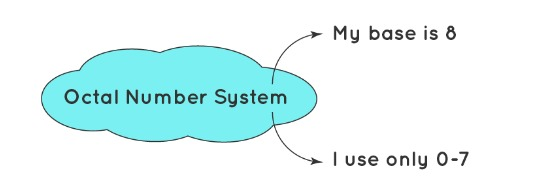 My base is 8
Octal Number System
I use only 0-7